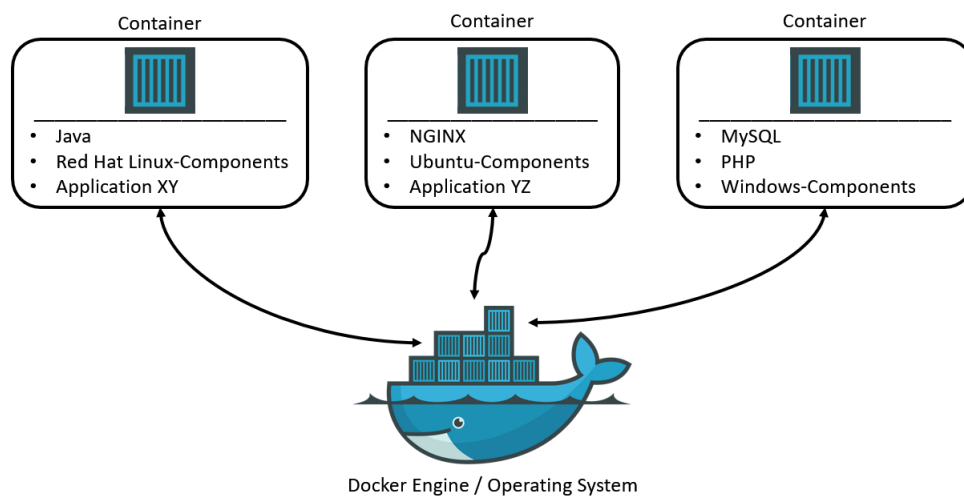 Container
Container
Container
• Java
• Red Hat Linux-Components
• Application XY
• NGINX
• Ubuntu-Components
• Application YZ
• MySQL
• PHP
• Windows-Components
Docker Engine / Operating System